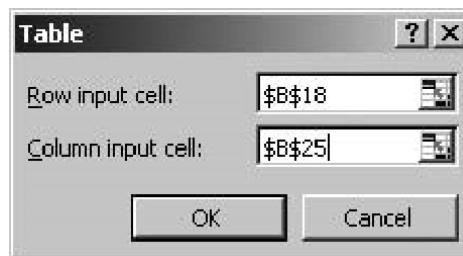 Table ? X
Row input cell: $B$18
Column input cell: $B$25
OK Cancel